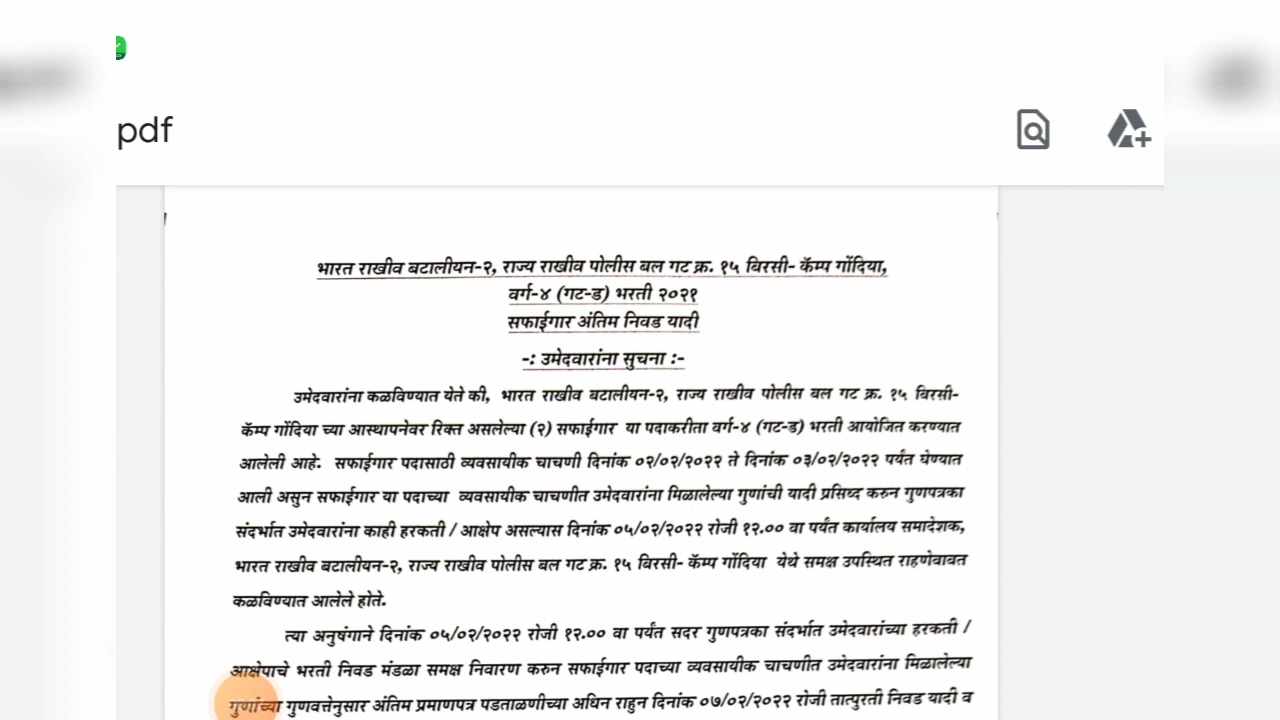 pdf
भारत राखीव बटालीयन-२, राज्य राखीव पोलीस बल गट क्र. १५ बिरसी- कॅम्प गोंदिया,
वर्ग-४ (गट-ड) भरती २०२१
सफाईगार अंतिम निवड यादी
-: उमेदवारांना सुचना :-
उमेदवारांना कळविण्यात येते की, भारत राखीव बटालीयन-२, राज्य राखीव पोलीस बल गट क्र. १५ बिरसी-
कॅम्प गोंदिया च्या आस्थापनेवर रिक्त असलेल्या (२) सफाईगार या पदाकरीता वर्ग-४ (गट-ड) भरती आयोजित करण्यात
आलेली आहे. सफाईगार पदासाठी व्यवसायीक चाचणी दिनांक ०२/०२/२०२२ ते दिनांक ०३/०२/२०२२ पर्यंत घेण्यात
आली असुन सफाईगार या पदाच्या व्यवसायीक चाचणीत उमेदवारांना मिळालेल्या गुणांची यादी प्रसिध्द करुन गुणपत्रका
संदर्भात उमेदवारांना काही हरकती / आक्षेप असल्यास दिनांक ०५/०२/२०२२ रोजी १२.०० वा पर्यंत कार्यालय समादेशक,
भारत राखीव बटालीयन-२, राज्य राखीव पोलीस बल गट क्र. १५ बिरसी- कॅम्प गोंदिया येथे समक्ष उपस्थित राहणेबाबत
कळविण्यात आलेले होते.
त्या अनुषंगाने दिनांक ०५/०२/२०२२ रोजी १२.०० वा पर्यंत सदर गुणपत्रका संदर्भात उमेदवारांच्या हरकती /
आक्षेपाचे भरती निवड मंडळा समक्ष निवारण करुन सफाईगार पदाच्या व्यवसायीक चाचणीत उमेदवारांना मिळालेल्या
गुणांच्या गुणवत्तेनुसार अंतिम प्रमाणपत्र पडताळणीच्या अधिन राहुन दिनांक ०७/०२/२०२२ रोजी तात्पुरती निवड यादी व